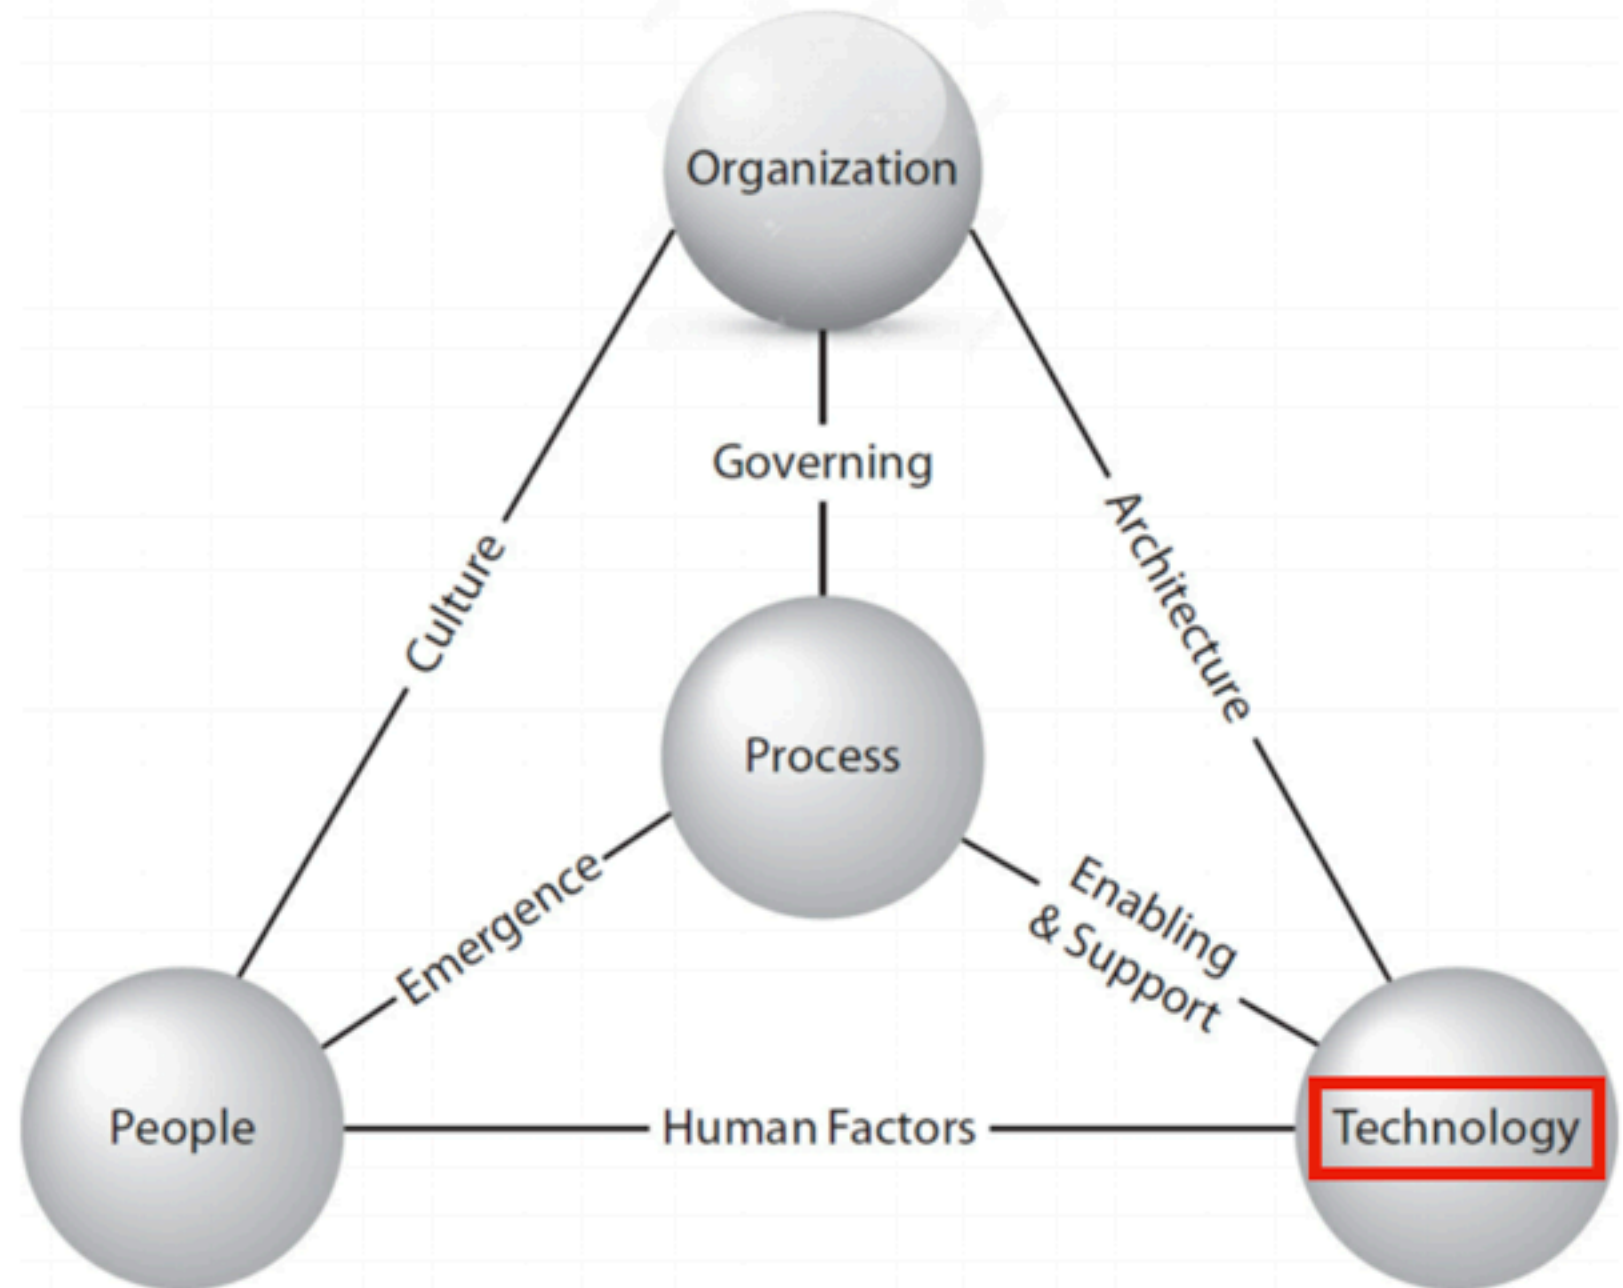 Organization
Governing
Culture
Architecture
Process
Emergence
Enabling
& Support
People
Human Factors
Technology